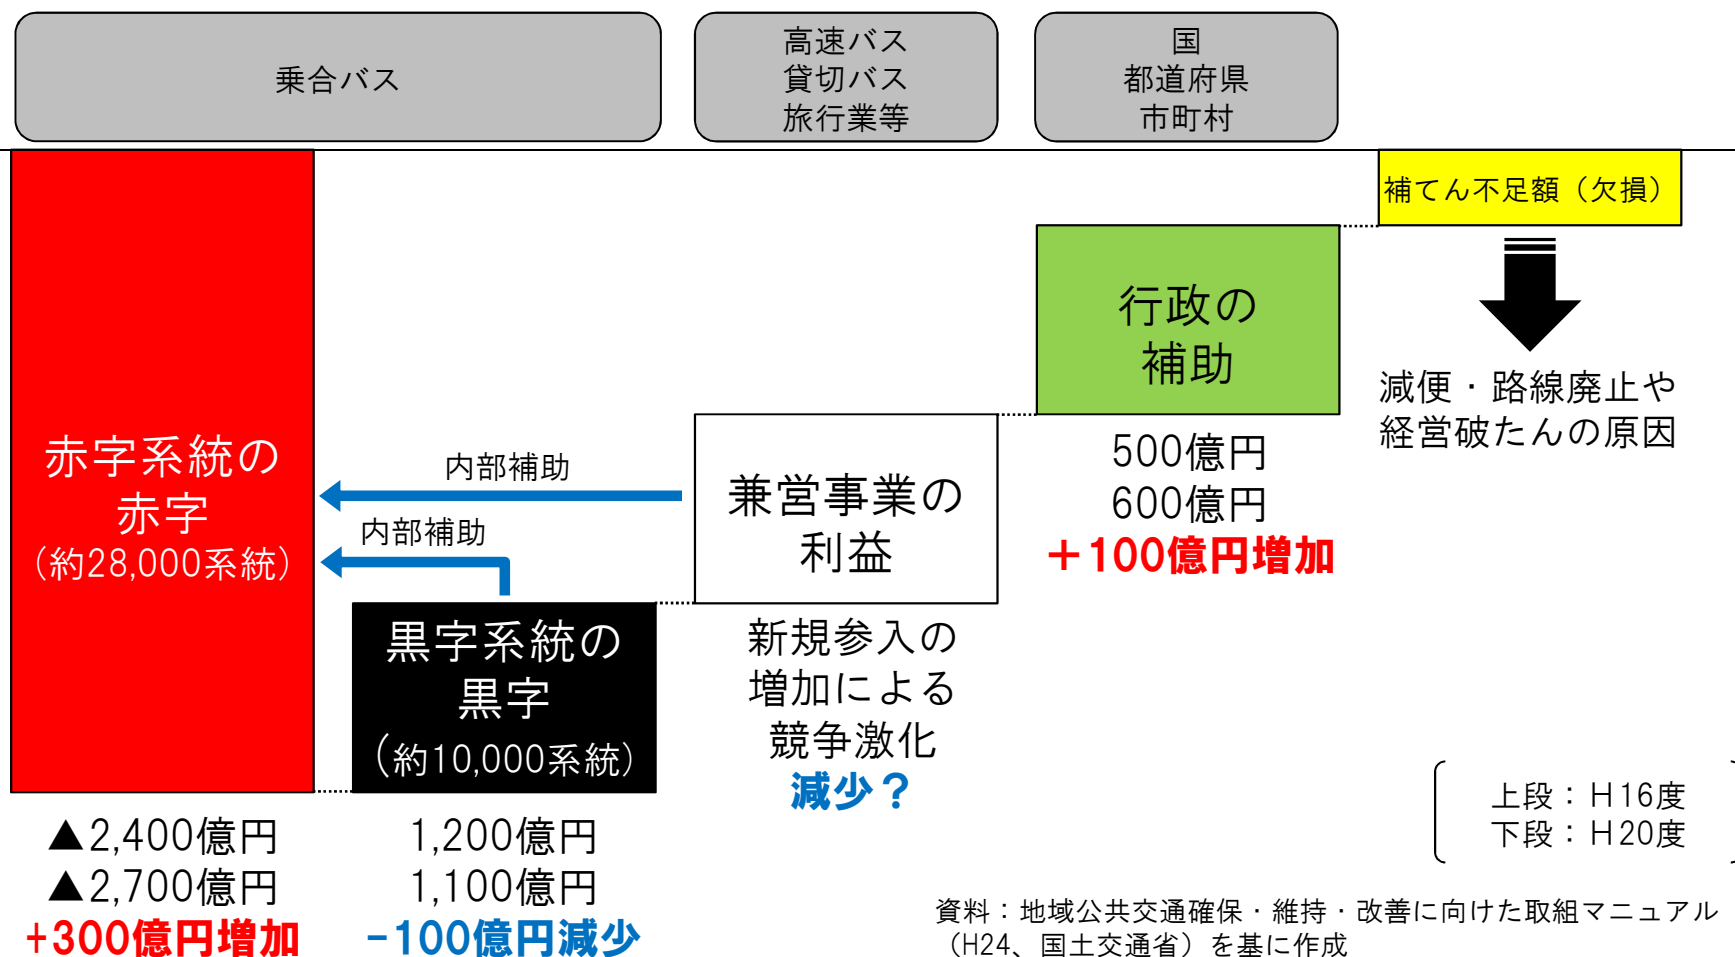 乗合バス
高速バス
貸切バス
旅行業等
国
都道府県
市町村
補てん不足額（欠損）
減便・路線廃止や
経営破たんの原因
行政の
補助
500億円
600億円
＋100億円増加
赤字系統の
赤字
（約28,000系統）
内部補助
内部補助
兼営事業の
利益
新規参入の
増加による
競争激化
減少？
黒字系統の
黒字
（約10,000系統）
▲2,400億円
▲2,700億円
+300億円増加
1,200億円
1,100億円
-100億円減少
上段：Ｈ16度
下段：Ｈ20度
資料：地域公共交通確保・維持・改善に向けた取組マニュアル
（H24、国土交通省）を基に作成